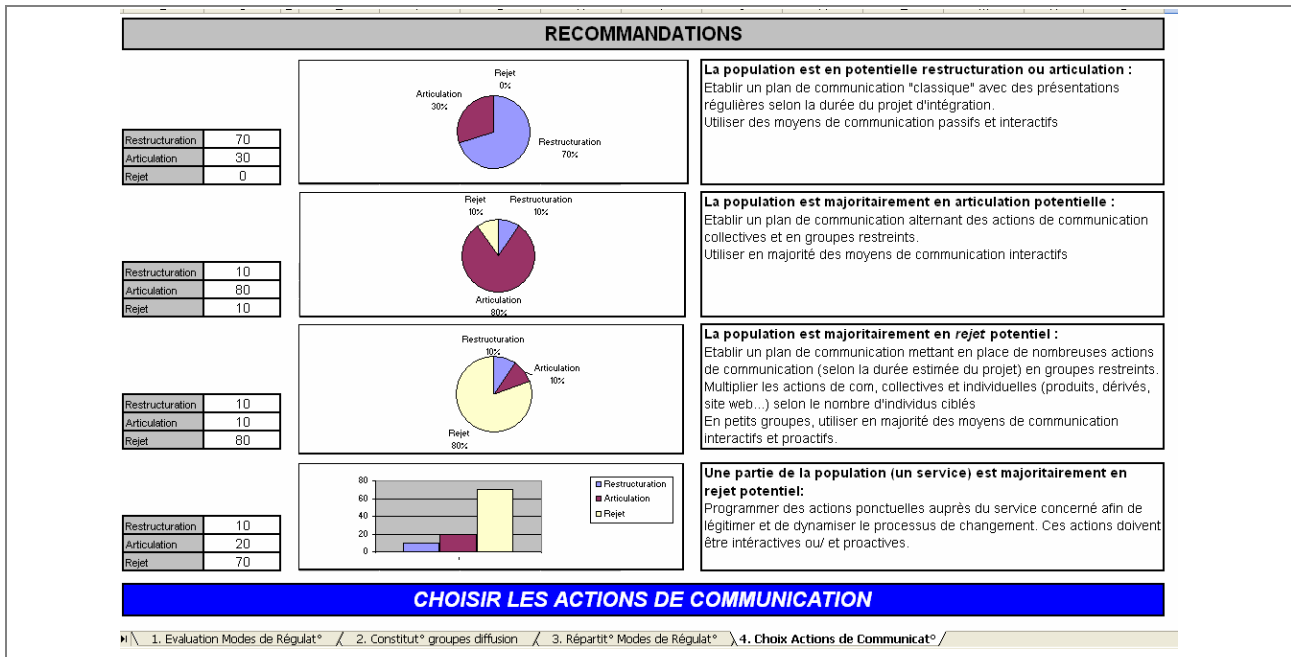 RECOMMANDATIONS
Restructuration 70
Articulation 30
Rejet 0
Rejet
0%
Articulation
30%
Restructuration
70%
La population est en potentielle restructuration ou articulation :
Etablir un plan de communication "classique" avec des présentations
régulières selon la durée du projet d'intégration.
Utiliser des moyens de communication passifs et interactifs
Restructuration 10
Articulation 80
Rejet 10
Rejet
10%
Restructuration
10%
Articulation
80%
La population est majoritairement en articulation potentielle :
Etablir un plan de communication alternant des actions de communication
collectives et en groupes restreints.
Utiliser en majorité des moyens de communication interactifs
Restructuration 10
Articulation 10
Rejet 80
Restructuration
10%
Articulation
10%
Rejet
80%
La population est majoritairement en rejet potentiel :
Etablir un plan de communication mettant en place de nombreuses actions
de communication (selon la durée estimée du projet) en groupes restreints.
Multiplier les actions de com, collectives et individuelles (produits, dérivés,
site web...) selon le nombre d'individus ciblés
En petits groupes, utiliser en majorité des moyens de communication
interactifs et proactifs.
Restructuration 10
Articulation 20
Rejet 70
80
60
40
20
0
1
Restructuration
Articulation
Rejet
Une partie de la population (un service) est majoritairement en
rejet potentiel:
Programmer des actions ponctuelles auprès du service concerné afin de
légitimer et de dynamiser le processus de changement. Ces actions doivent
être intéractives ou/ et proactives.
CHOISIR LES ACTIONS DE COMMUNICATION
1. Evaluation Modes de Régulat° / 2. Constitut° groupes diffusion / 3. Répartit° Modes de Régulat° \ 4. Choix Actions de Communicat° /